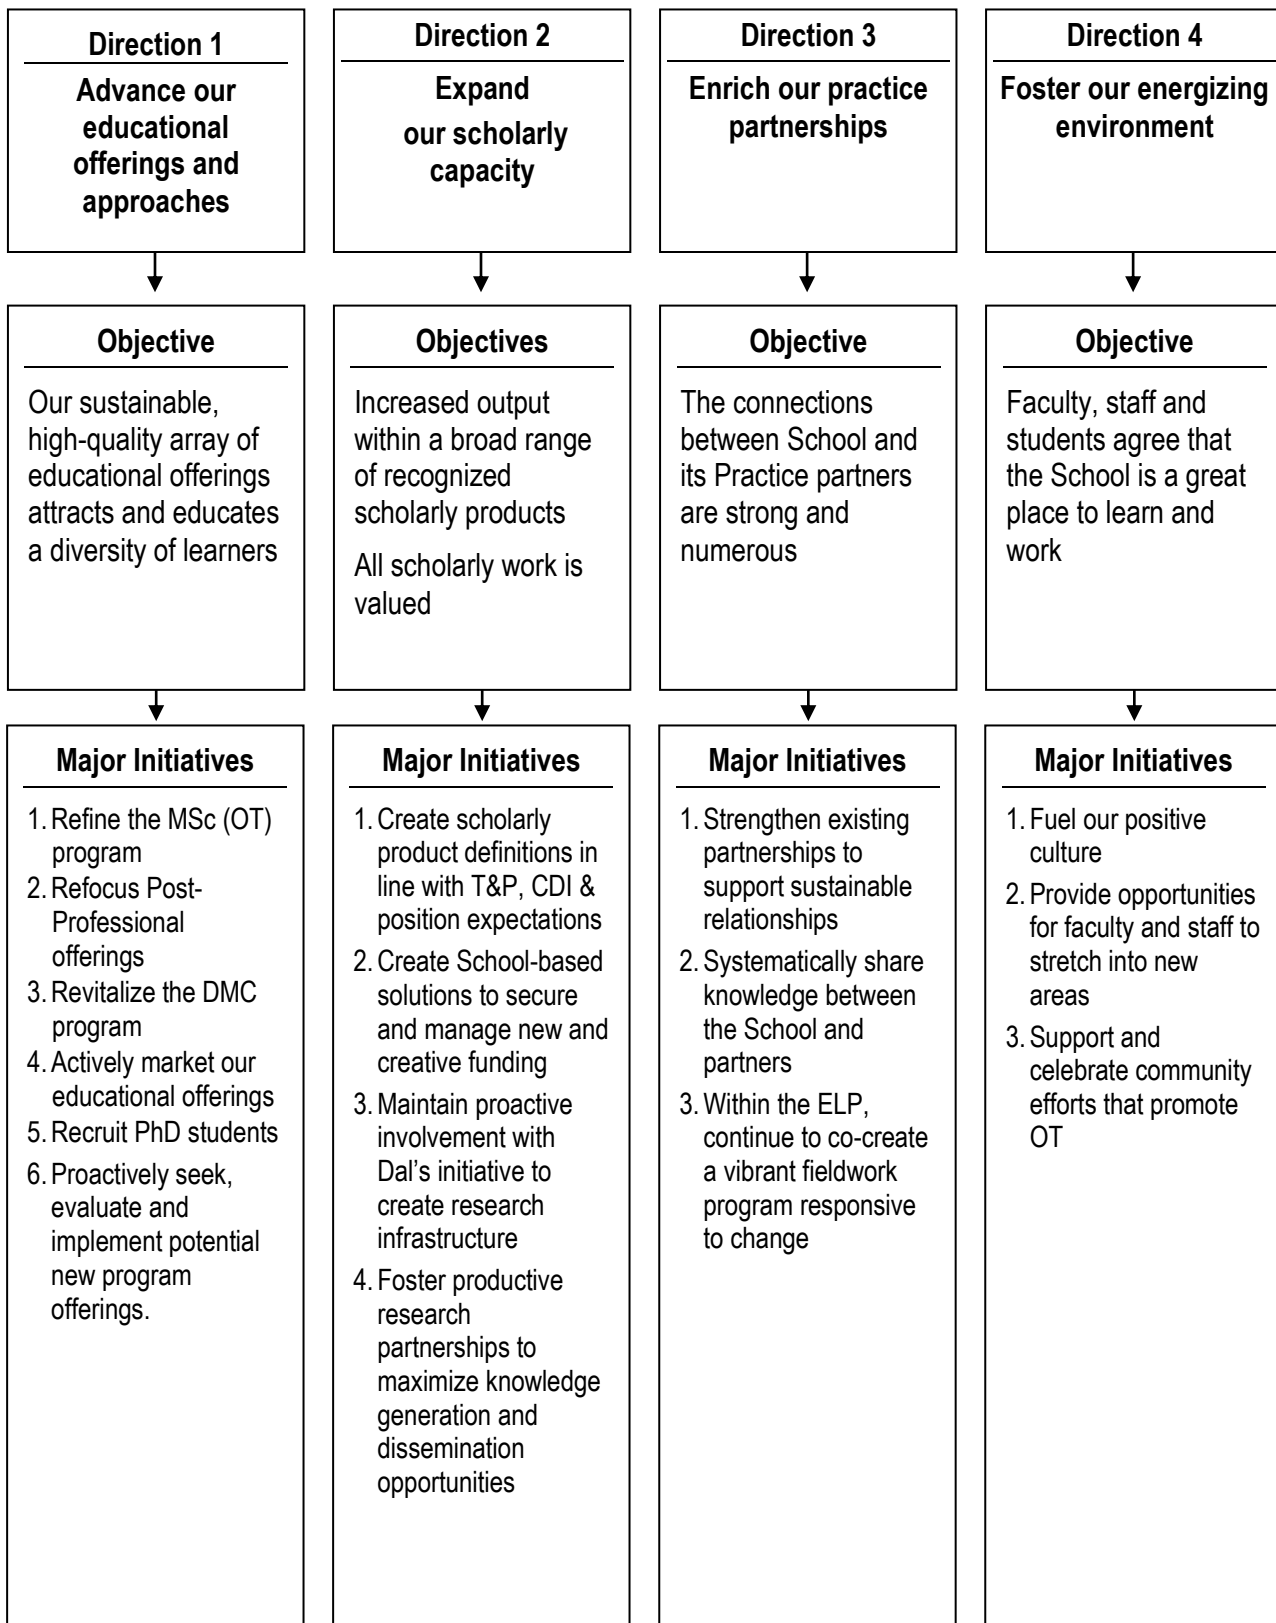 Direction 1
Advance our
educational
offerings and
approaches
Direction 2
Expand
our scholarly
capacity
Direction 3
Enrich our practice
partnerships
Direction 4
Foster our energizing
environment
Objective
Our sustainable,
high-quality array of
educational offerings
attracts and educates
a diversity of learners
Objectives
Increased output
within a broad range
of recognized
scholarly products
All scholarly work is
valued
Objective
The connections
between School and
its Practice partners
are strong and
numerous
Objective
Faculty, staff and
students agree that
the School is a great
place to learn and
work
Major Initiatives
1. Refine the MSc (OT)
program
2. Refocus Post-
Professional
offerings
3. Revitalize the DMC
program
4. Actively market our
educational offerings
5. Recruit PhD students
6. Proactively seek,
evaluate and
implement potential
new program
offerings.
Major Initiatives
1. Create scholarly
product definitions in
line with T&P, CDI &
position expectations
2. Create School-based
solutions to secure
and manage new and
creative funding
3. Maintain proactive
involvement with
Dal's initiative to
create research
infrastructure
4. Foster productive
research
partnerships to
maximize knowledge
generation and
dissemination
opportunities
Major Initiatives
1. Strengthen existing
partnerships to
support sustainable
relationships
2. Systematically share
knowledge between
the School and
partners
3. Within the ELP,
continue to co-create
a vibrant fieldwork
program responsive
to change
Major Initiatives
1. Fuel our positive
culture
2. Provide opportunities
for faculty and staff to
stretch into new
areas
3. Support and
celebrate community
efforts that promote
OT